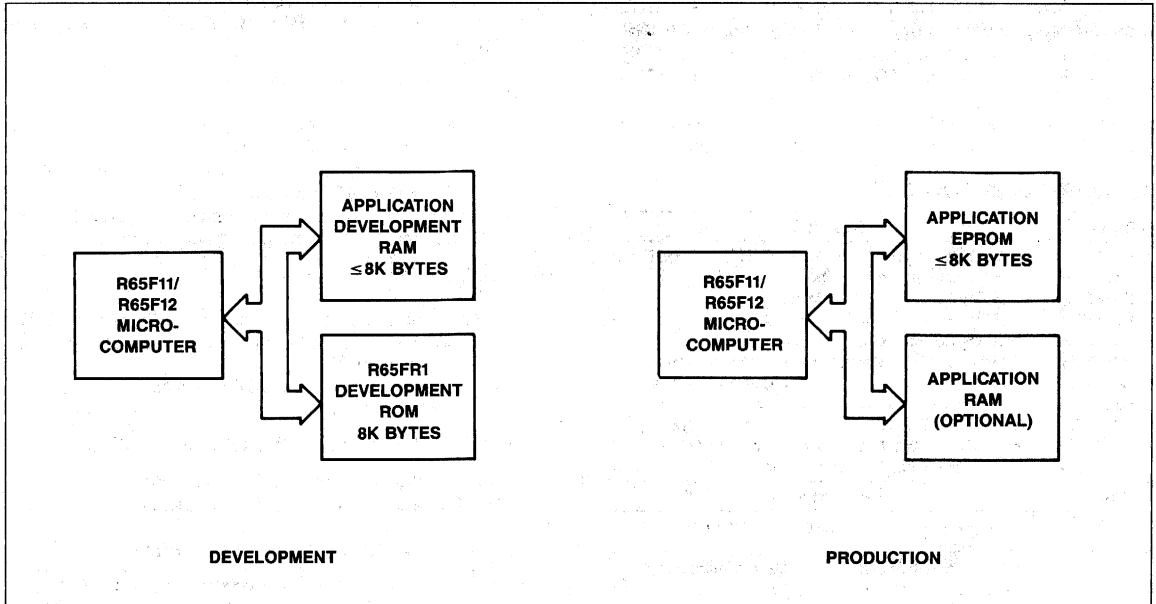 APPLICATION
DEVELOPMENT
RAM
≤8K BYTES
R65F11/
R65F12
MICRO-
COMPUTER
R65FR1
DEVELOPMENT
ROM
8K BYTES
DEVELOPMENT
APPLICATION
EPROM
≤8K BYTES
R65F11/
R65F12
MICRO-
COMPUTER
APPLICATION
RAM
(OPTIONAL)
PRODUCTION